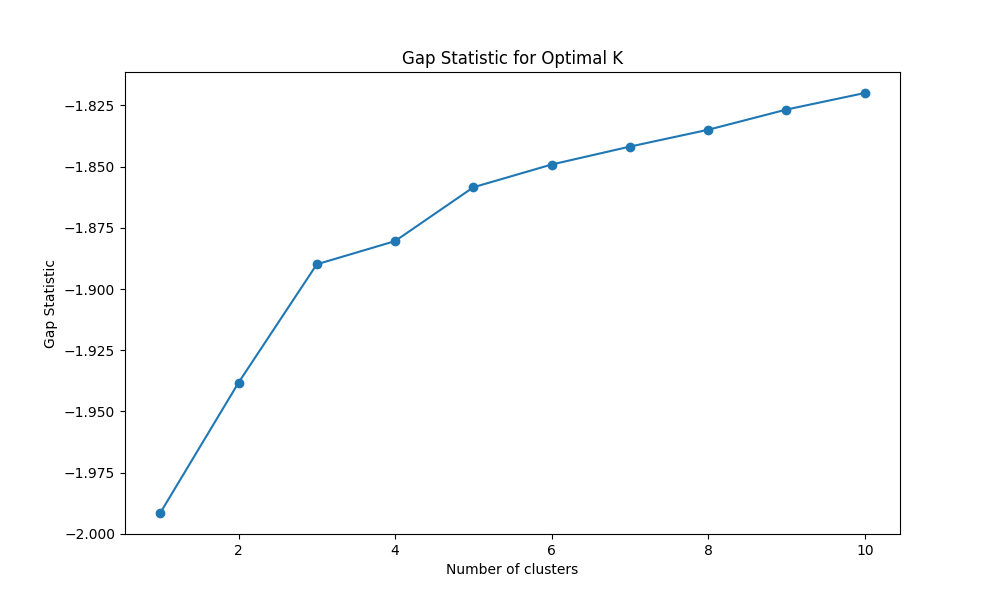 Gap Statistic for Optimal K
−1.825
−1.850
−1.875
−1.900
−1.925
−1.950
−1.975
−2.000
Gap Statistic
2 4 6 8 10
Number of clusters